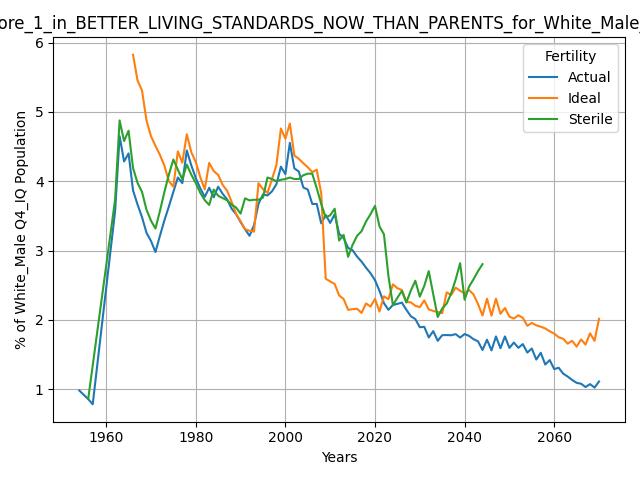 ore_1_in_BETTER_LIVING_STANDARDS_NOW_THAN_PARENTS_for_White_Male_
Fertility
Actual
Ideal
Sterile
% of White_Male Q4_IQ Population
6
5
4
3
2
1
1960 1980 2000 2020 2040 2060
Years